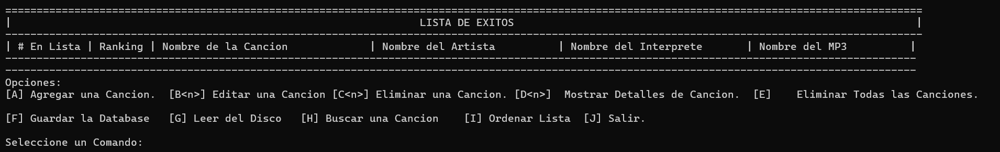 ==================================================================================================================================================
|                                                                 LISTA DE EXITOS                                                                |
--------------------------------------------------------------------------------------------------------------------------------------------------
| # En Lista | Ranking | Nombre de la Cancion             | Nombre del Artista          | Nombre del Interprete       | Nombre del MP3          |
-------------------------------------------------------------------------------------------------------------------------------------------------
-------------------------------------------------------------------------------------------------------------------------------------------------
Opciones:
[A] Agregar una Cancion.  [B<n>] Editar una Cancion [C<n>] Eliminar una Cancion. [D<n>]  Mostrar Detalles de Cancion.  [E]    Eliminar Todas las Canciones.
[F] Guardar la Database   [G] Leer del Disco   [H] Buscar una Cancion    [I] Ordenar Lista  [J] Salir.
Seleccione un Comando: